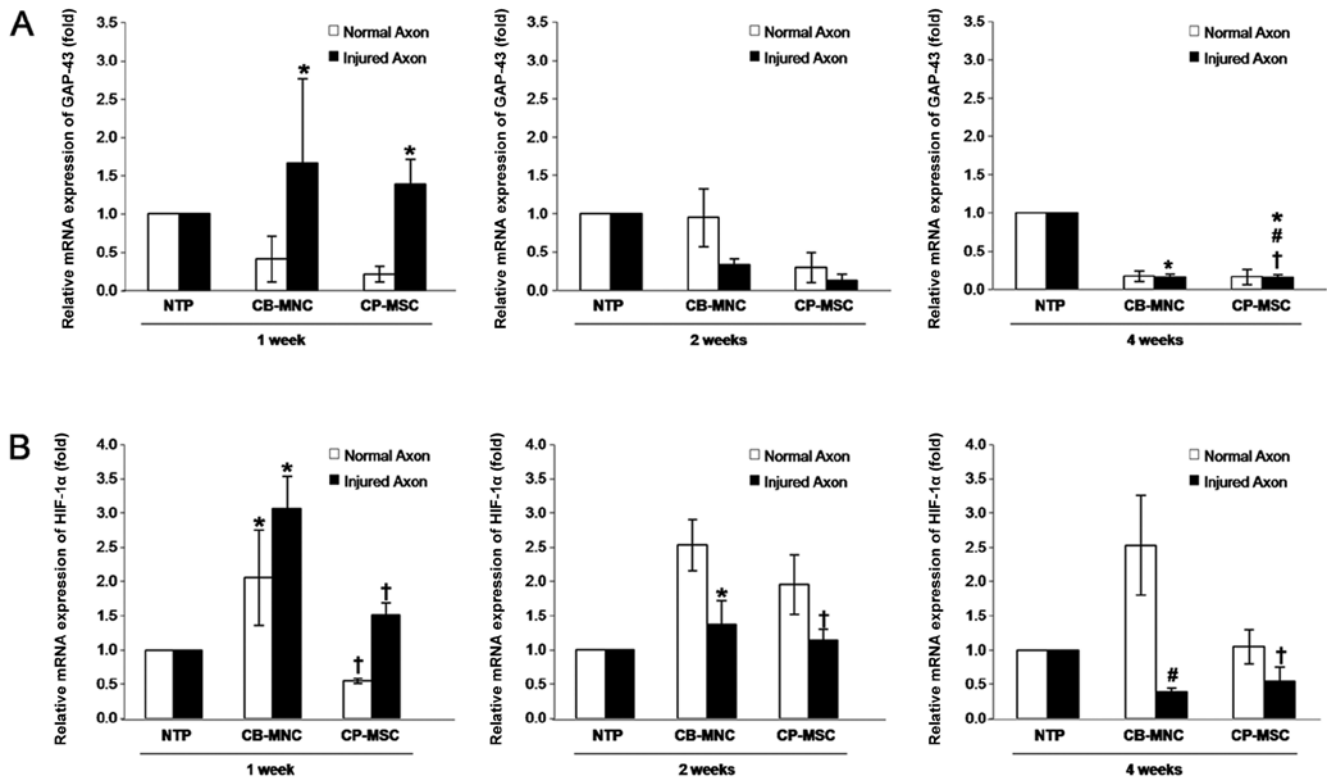 A
Relative mRNA expression of GAP-43 (fold)
4.0
3.5
3.0
2.5
2.0
1.5
1.0
0.5
0.0
Normal Axon
Injured Axon
*
*
NTP CB-MNC CP-MSC
1 week
Relative mRNA expression of GAP-43 (fold)
3.5
3.0
2.5
2.0
1.5
1.0
0.5
0.0
Normal Axon
Injured Axon
NTP CB-MNC CP-MSC
2 weeks
Relative mRNA expression of GAP-43 (fold)
3.5
3.0
2.5
2.0
1.5
1.0
0.5
0.0
Normal Axon
Injured Axon
*
*
#
†
NTP CB-MNC CP-MSC
4 weeks
B
Relative mRNA expression of HIF-1α (fold)
4.0
3.5
3.0
2.5
2.0
1.5
1.0
0.5
0.0
Normal Axon
Injured Axon
*
*
†
†
NTP CB-MNC CP-MSC
1 week
Relative mRNA expression of HIF-1α (fold)
4.0
3.5
3.0
2.5
2.0
1.5
1.0
0.5
0.0
Normal Axon
Injured Axon
*
†
NTP CB-MNC CP-MSC
2 weeks
Relative mRNA expression of HIF-1α (fold)
4.0
3.5
3.0
2.5
2.0
1.5
1.0
0.5
0.0
Normal Axon
Injured Axon
#
†
NTP CB-MNC CP-MSC
4 weeks